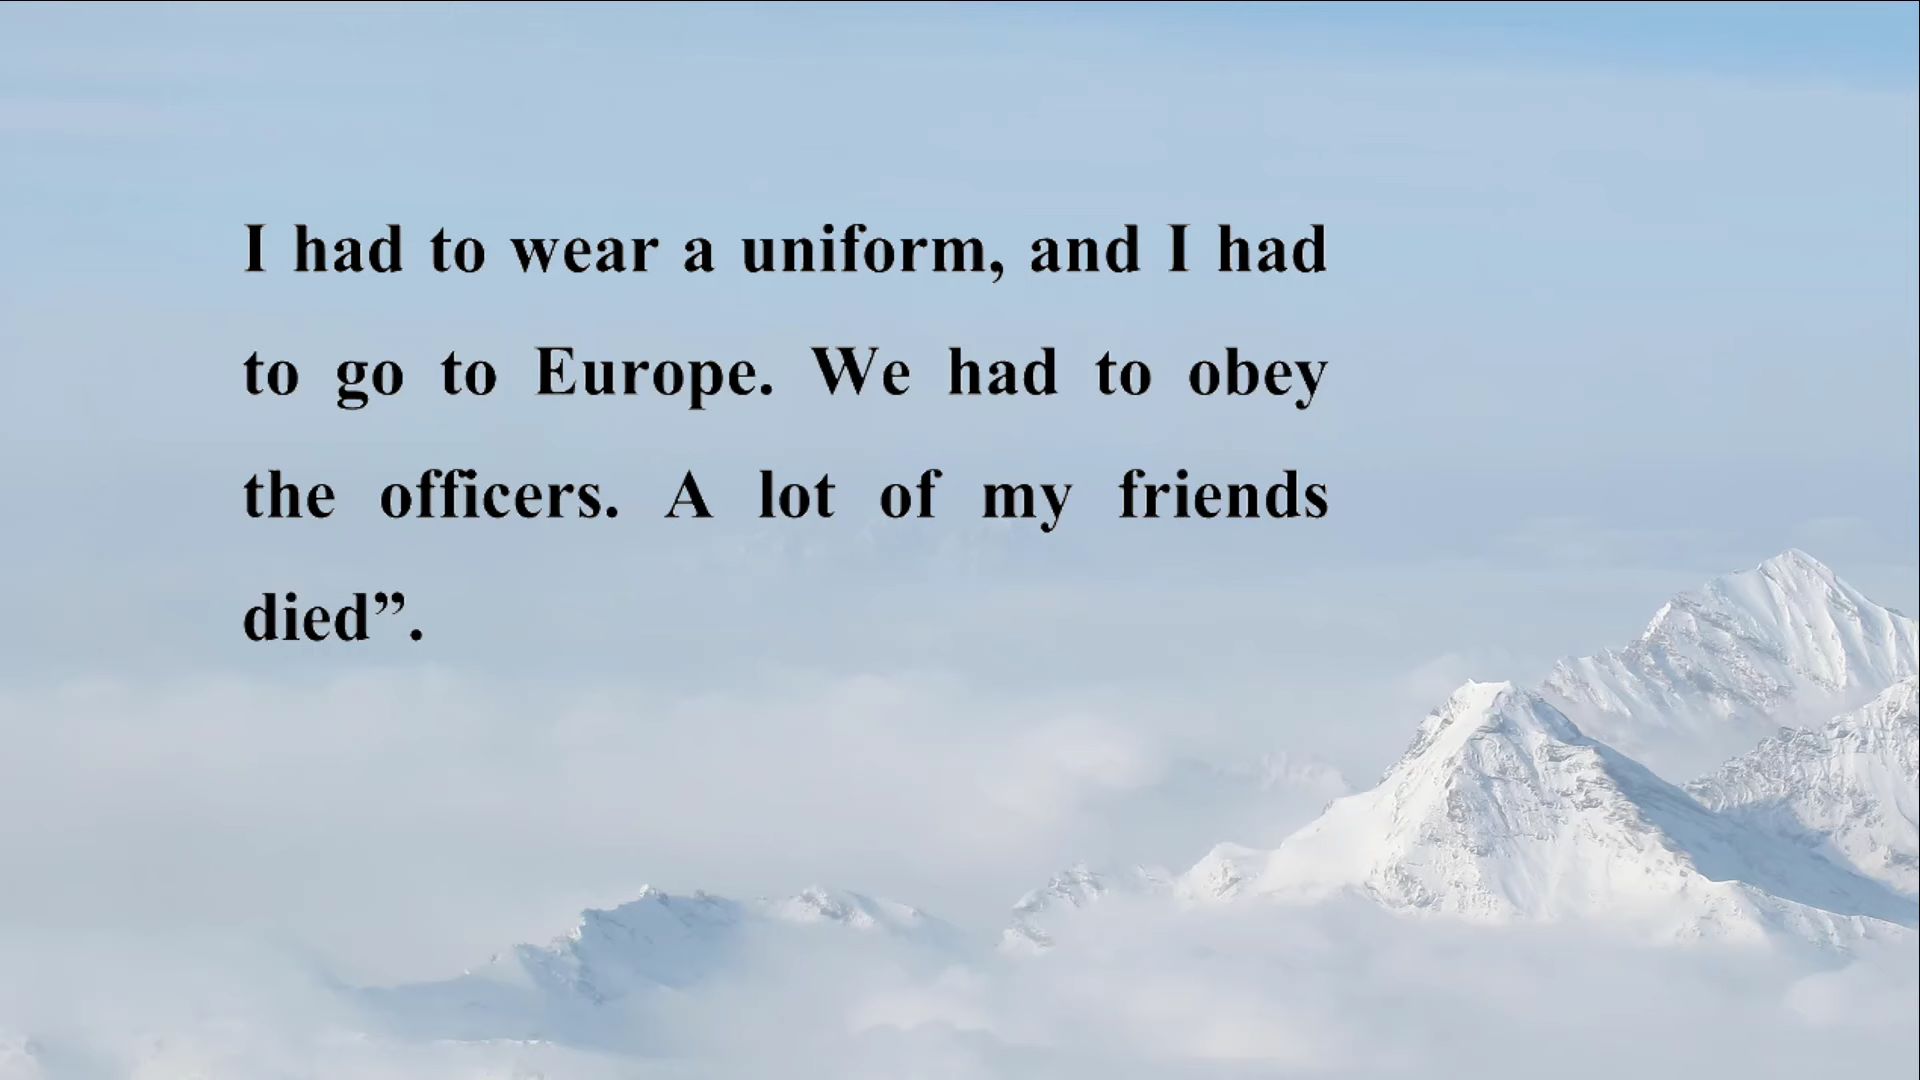 I had to wear a uniform, and I had
to go to Europe. We had to obey
the officers. A lot of my friends
died”.